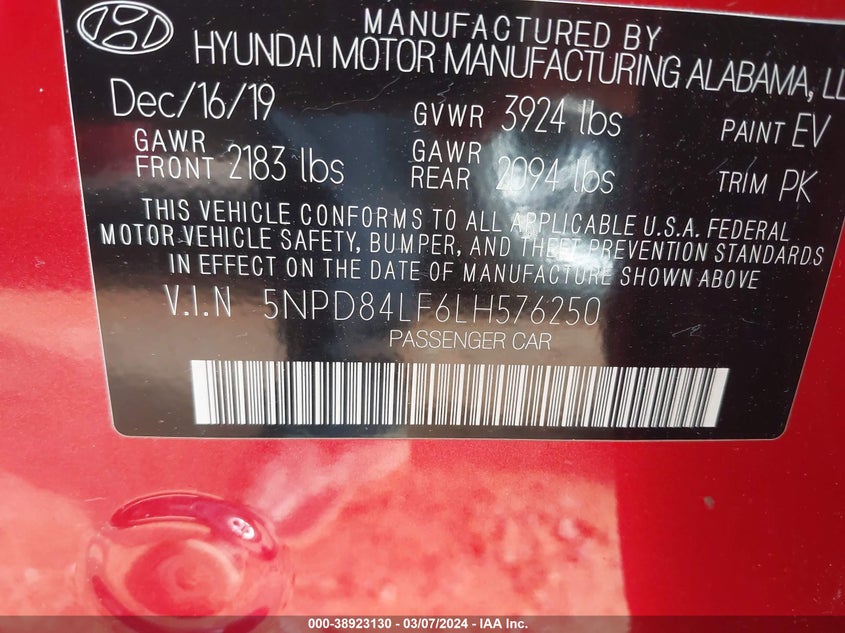 MANUFACTURED BY
HYUNDAI MOTOR MANUFACTURING ALABAMA, LL
Dec/16/19 GVWR 3924 lbs PAINT EV
GAWR FRONT 2183 lbs GAWR REAR 2094 lbs TRIM PK
THIS VEHICLE CONFORMS TO ALL APPLICABLE U.S.A. FEDERAL
MOTOR VEHICLE SAFETY, BUMPER, AND THEFT PREVENTION STANDARDS
IN EFFECT ON THE DATE OF MANUFACTURE SHOWN ABOVE
V.I.N 5NPD84LF6LH576250
PASSENGER CAR
000-38923130 - 03/07/2024 - IAA Inc.